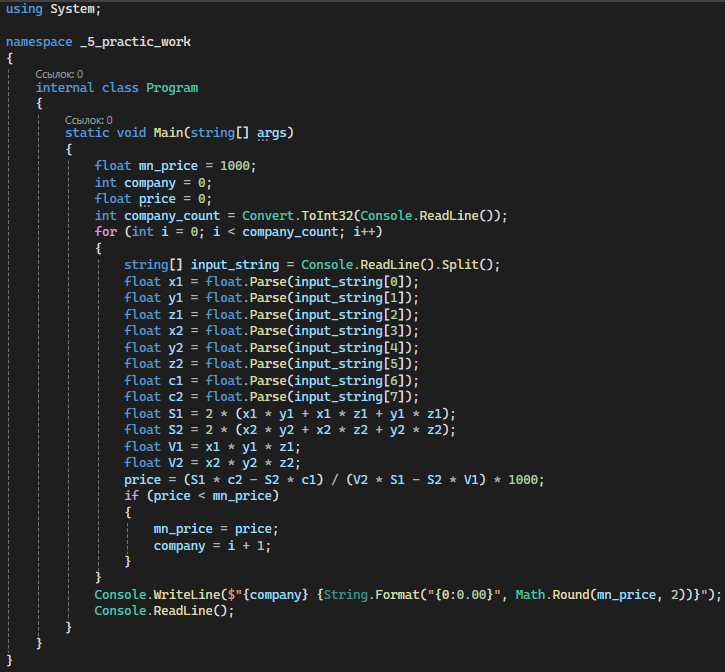 using System;
namespace _5_practic_work
{
Ссылок: 0
internal class Program
{
Ссылок: 0
static void Main(string[] args)
{
float mn_price = 1000;
int company = 0;
float price = 0;
int company_count = Convert.ToInt32(Console.ReadLine());
for (int i = 0; i < company_count; i++)
{
string[] input_string = Console.ReadLine().Split();
float x1 = float.Parse(input_string[0]);
float y1 = float.Parse(input_string[1]);
float z1 = float.Parse(input_string[2]);
float x2 = float.Parse(input_string[3]);
float y2 = float.Parse(input_string[4]);
float z2 = float.Parse(input_string[5]);
float c1 = float.Parse(input_string[6]);
float c2 = float.Parse(input_string[7]);
float S1 = 2 * (x1 * y1 + x1 * z1 + y1 * z1);
float S2 = 2 * (x2 * y2 + x2 * z2 + y2 * z2);
float V1 = x1 * y1 * z1;
float V2 = x2 * y2 * z2;
price = (S1 * c2 - S2 * c1) / (V2 * S1 - S2 * V1) * 1000;
if (price < mn_price)
{
mn_price = price;
company = i + 1;
}
}
Console.WriteLine($"{company} {String.Format("{0:0.00}", Math.Round(mn_price, 2))}");
Console.ReadLine();
}
}
}